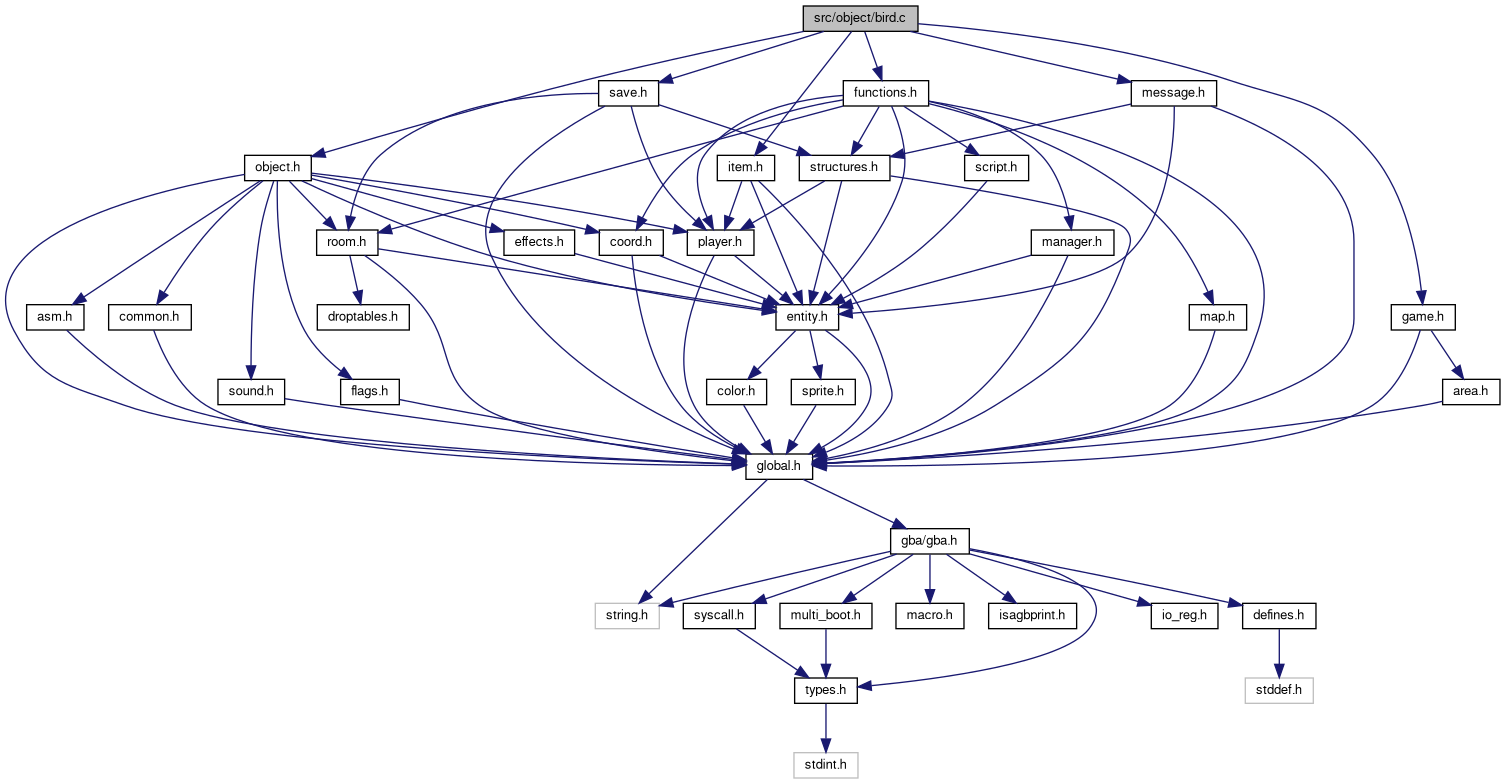 src/object/bird.c
save.h
functions.h
message.h
object.h
item.h
structures.h
script.h
room.h
effects.h
coord.h
player.h
manager.h
asm.h
common.h
droptables.h
entity.h
map.h
game.h
sound.h
flags.h
color.h
sprite.h
area.h
global.h
gba/gba.h
string.h
syscall.h
multi_boot.h
macro.h
isagbprint.h
io_reg.h
defines.h
types.h
stddef.h
stdint.h